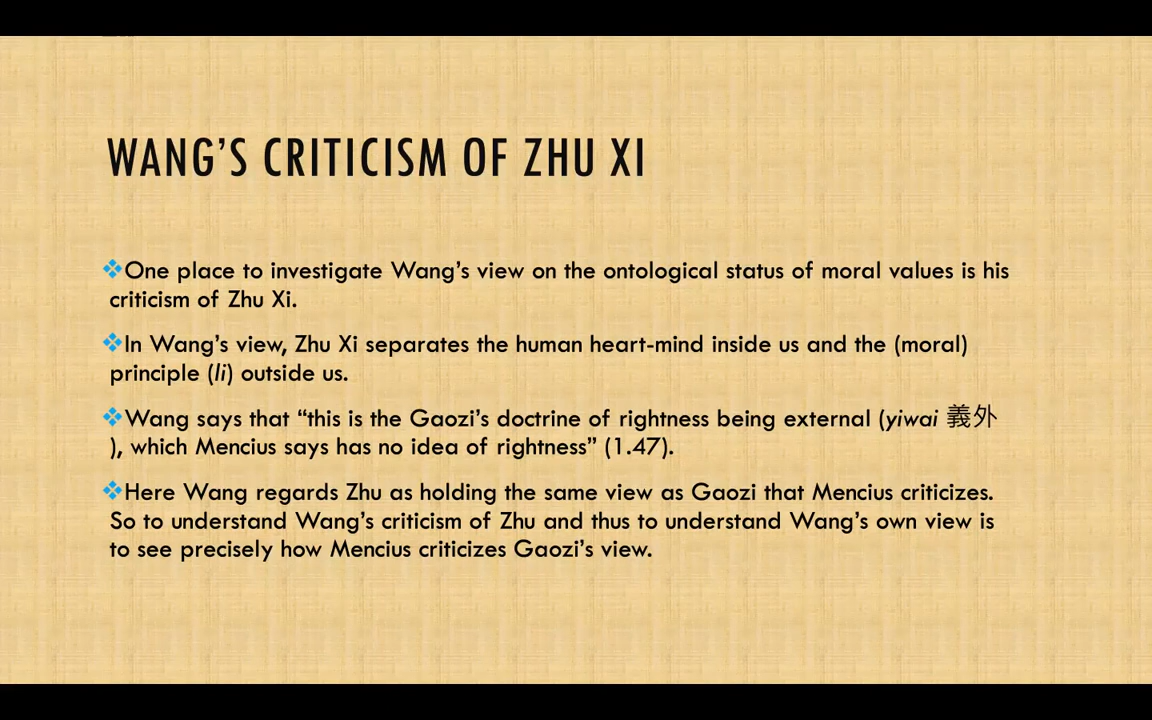 WANG'S CRITICISM OF ZHU XI
❖One place to investigate Wang's view on the ontological status of moral values is his
criticism of Zhu Xi.
❖In Wang's view, Zhu Xi separates the human heart-mind inside us and the (moral)
principle (li) outside us.
❖Wang says that “this is the Gaozi's doctrine of rightness being external (yiwai 義外
), which Mencius says has no idea of rightness” (1.47).
❖Here Wang regards Zhu as holding the same view as Gaozi that Mencius criticizes.
So to understand Wang's criticism of Zhu and thus to understand Wang's own view is
to see precisely how Mencius criticizes Gaozi's view.